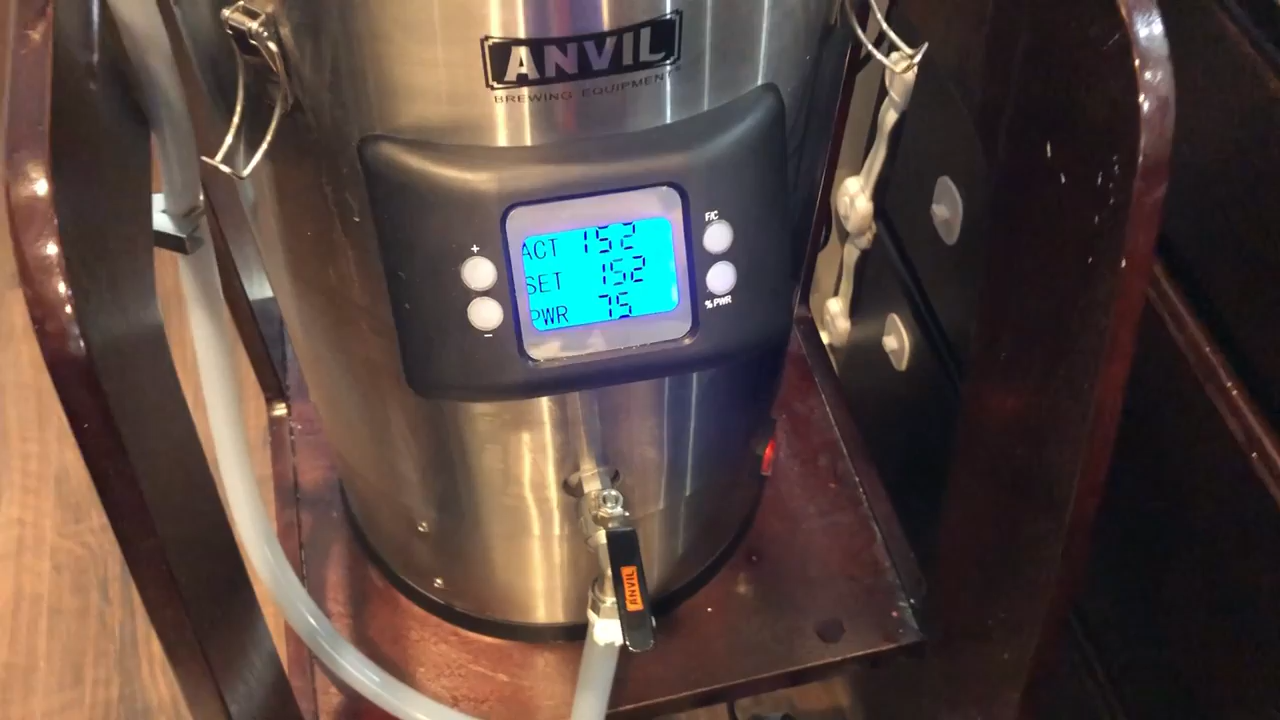 ANVIL
BREWING EQUIPMENT
F/C
+
ACT 152
SET 152
PWR 75
-
% PWR
ANVIL